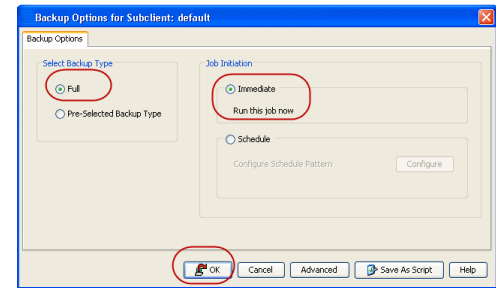 Backup Options for Subclient: default
Backup Options
Select Backup Type
Full
Pre-Selected Backup Type
Job Initiation
Immediate
Run this job now
Schedule
Configure Schedule Pattern
Configure
OK
Cancel
Advanced
Save As Script
Help